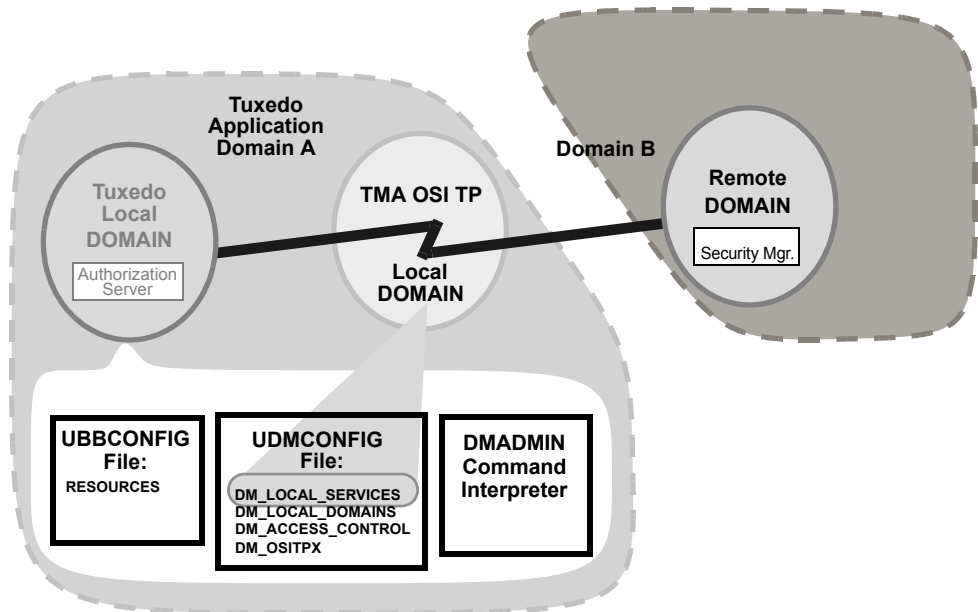 Tuxedo
Application
Domain A
Tuxedo
Local
DOMAIN
Authorization
Server
TMA OSI TP
Local
DOMAIN
Domain B
Remote
DOMAIN
Security Mgr.
UBBCONFIG
File:
RESOURCES
UDMCONFIG
File:
DM_LOCAL_SERVICES
DM_LOCAL_DOMAINS
DM_ACCESS_CONTROL
DM_OSITPX
DMADMIN
Command
Interpreter